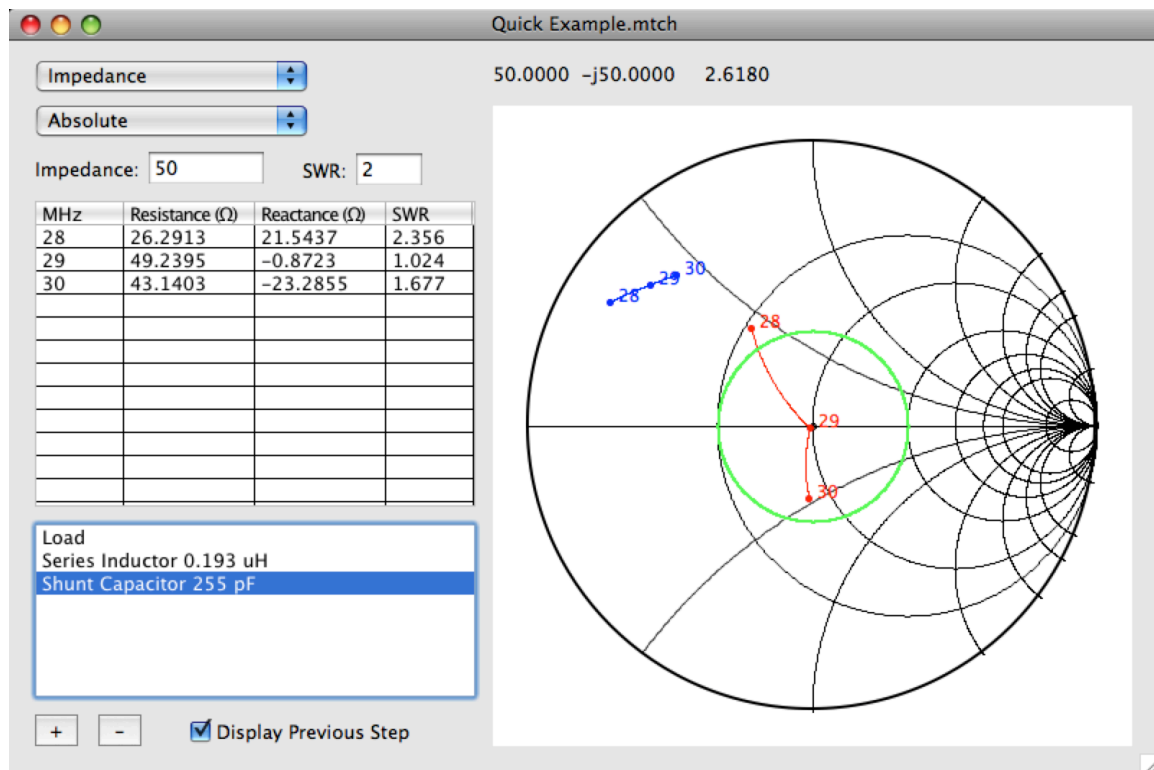 Quick Example.mtch
Impedance
50.0000 -j50.0000 2.6180
Absolute
Impedance: 50 SWR: 2
MHz Resistance (Ω) Reactance (Ω) SWR
28 26.2913 21.5437 2.356
29 49.2395 -0.8723 1.024
30 43.1403 -23.2855 1.677
30
29
28
28
29
30
Load
Series Inductor 0.193 uH
Shunt Capacitor 255 pF
+ - Display Previous Step